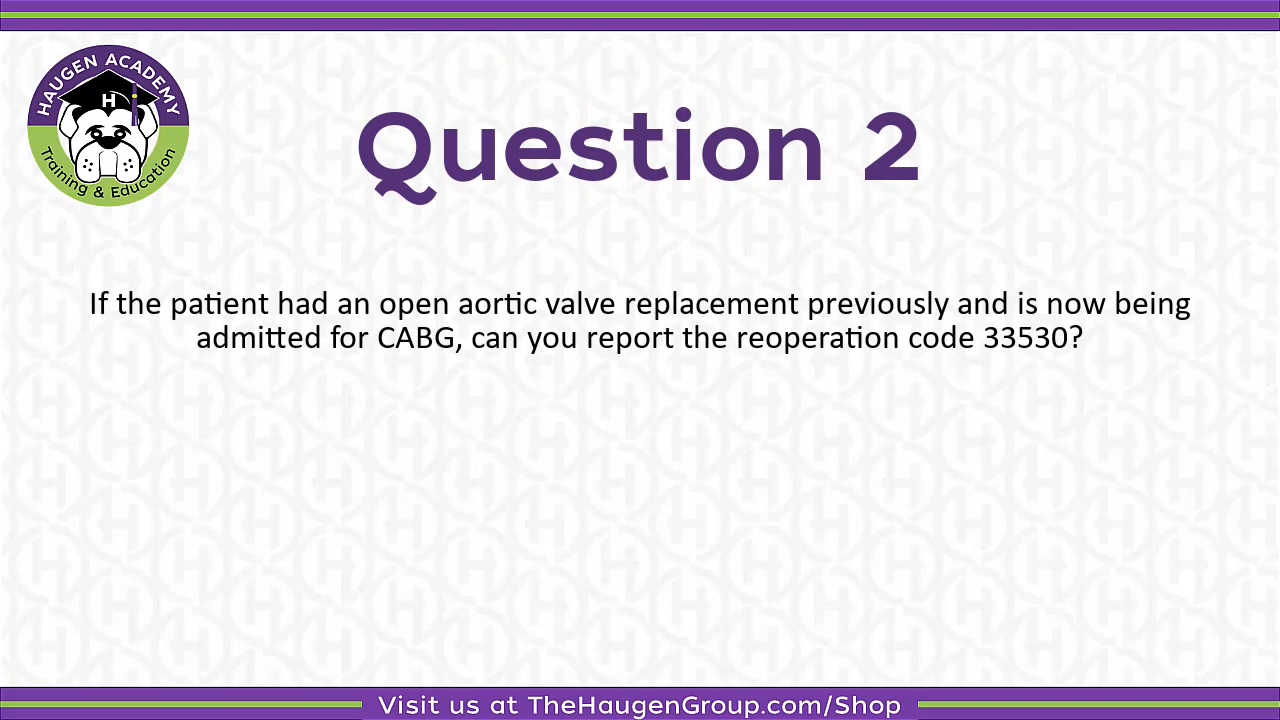 HAUGEN ACADEMY
H
Training & Education
Question 2
If the patient had an open aortic valve replacement previously and is now being
admitted for CABG, can you report the reoperation code 33530?
Visit us at TheHaugenGroup.com/Shop